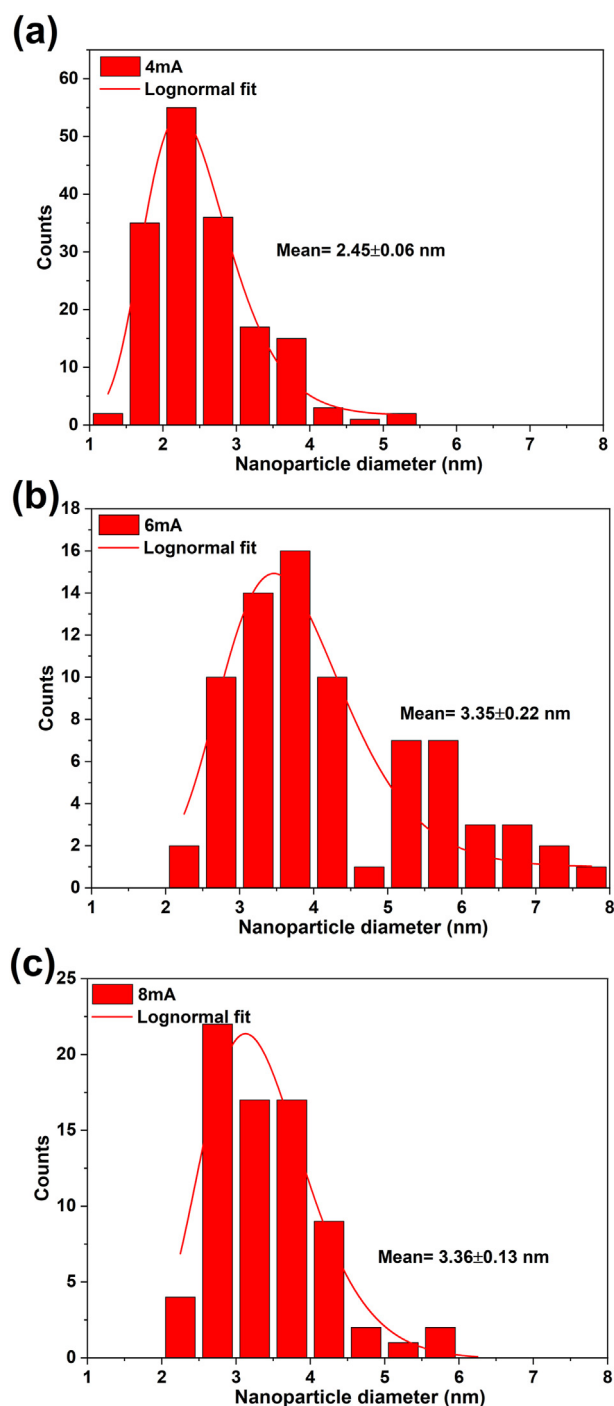 (a)
60
50
40
30
20
10
0
Counts
4mA
Lognormal fit
Mean= 2.45±0.06 nm
1 2 3 4 5 6 7 8
Nanoparticle diameter (nm)
(b)
18
16
14
12
10
8
6
4
2
0
Counts
6mA
Lognormal fit
Mean= 3.35±0.22 nm
1 2 3 4 5 6 7 8
Nanoparticle diameter (nm)
(c)
25
20
15
10
5
0
Counts
8mA
Lognormal fit
Mean= 3.36±0.13 nm
1 2 3 4 5 6 7 8
Nanoparticle diameter (nm)